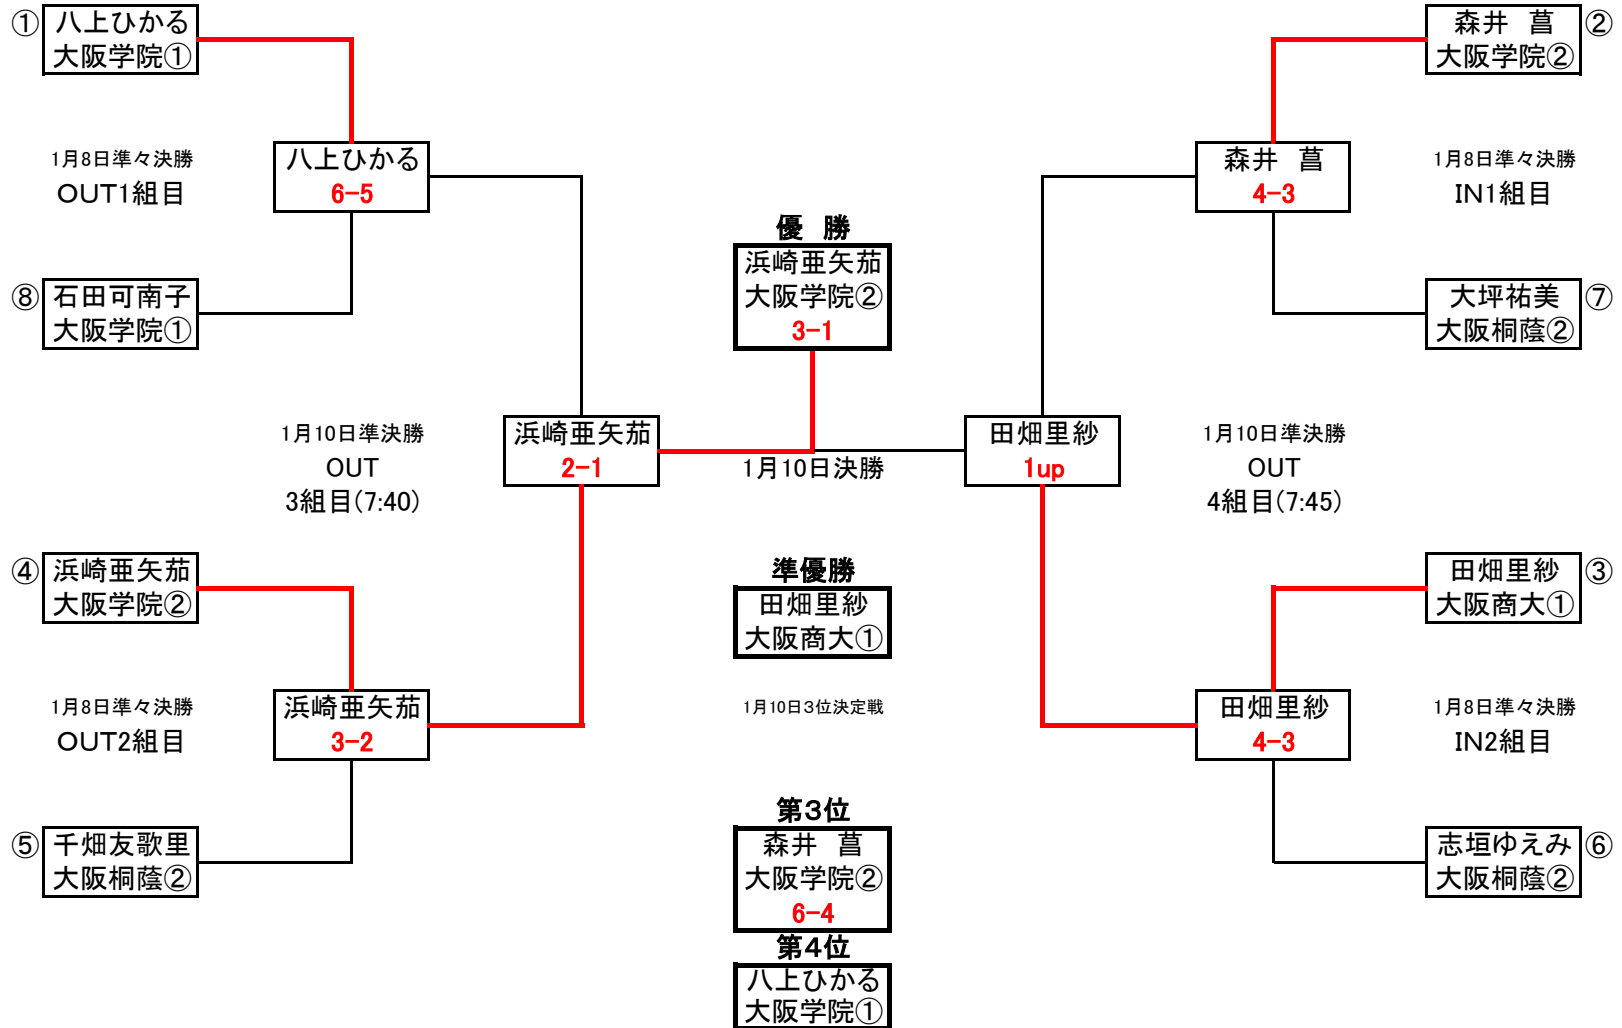 ①
八上ひかる
大阪学院①
1月8日準々決勝
OUT1組目
八上ひかる
6-5
⑧
石田可南子
大阪学院①
1月10日準決勝
OUT
3組目(7:40)
浜崎亜矢茄
2-1
④
浜崎亜矢茄
大阪学院②
1月8日準々決勝
OUT2組目
浜崎亜矢茄
3-2
⑤
千畑友歌里
大阪桐蔭②
優 勝
浜崎亜矢茄
大阪学院②
3-1
1月10日決勝
準優勝
田畑里紗
大阪商大①
1月10日3位決定戦
第3位
森井 菖
大阪学院②
6-4
第4位
八上ひかる
大阪学院①
森井 菖
大阪学院②
②
森井 菖
4-3
1月8日準々決勝
IN1組目
大坪祐美
大阪桐蔭②
⑦
田畑里紗
1up
1月10日準決勝
OUT
4組目(7:45)
田畑里紗
大阪商大①
③
田畑里紗
4-3
1月8日準々決勝
IN2組目
志垣ゆえみ
大阪桐蔭②
⑥